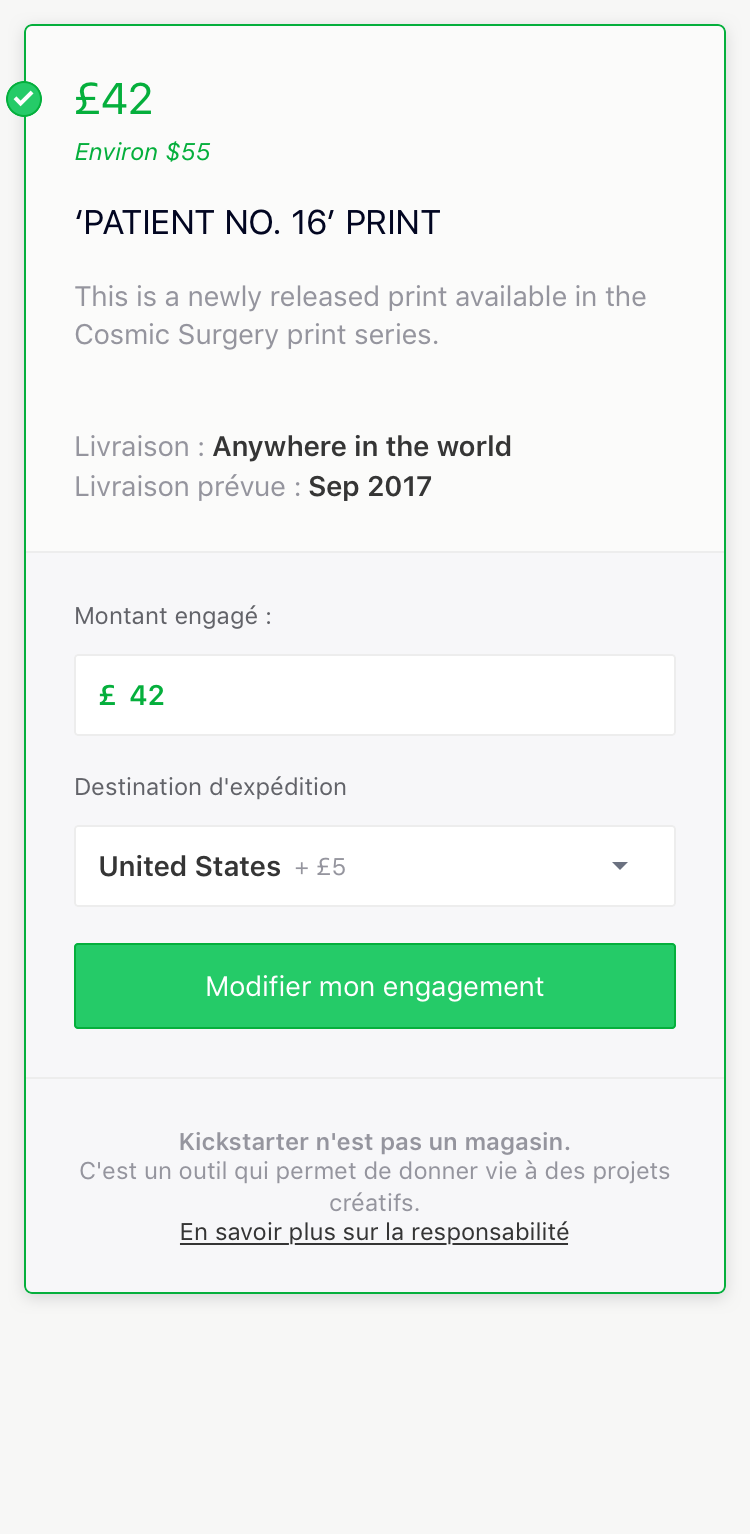 £42
Environ $55
‘PATIENT NO. 16’ PRINT
This is a newly released print available in the
Cosmic Surgery print series.
Livraison : Anywhere in the world
Livraison prévue : Sep 2017
Montant engagé :
£ 42
Destination d'expédition
United States + £5
Modifier mon engagement
Kickstarter n'est pas un magasin.
C'est un outil qui permet de donner vie à des projets
créatifs.
En savoir plus sur la responsabilité